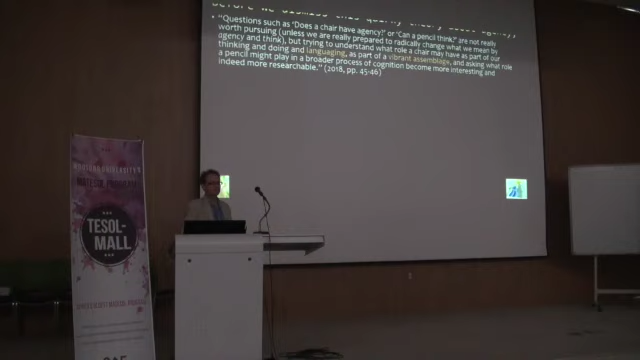 "Questions such as 'Does a chair have agency?' or 'Can a pencil think?' are not really
worth pursuing (unless we are really prepared to radically change what we mean by
agency and think), but trying to understand what role a chair may have as part of our
thinking and doing and languaging, as part of a vibrant assemblage, and asking what role
a pencil might play in a broader process of cognition become more interesting and
indeed more researchable." (2018, pp. 45:46)
TESOL-
MALL